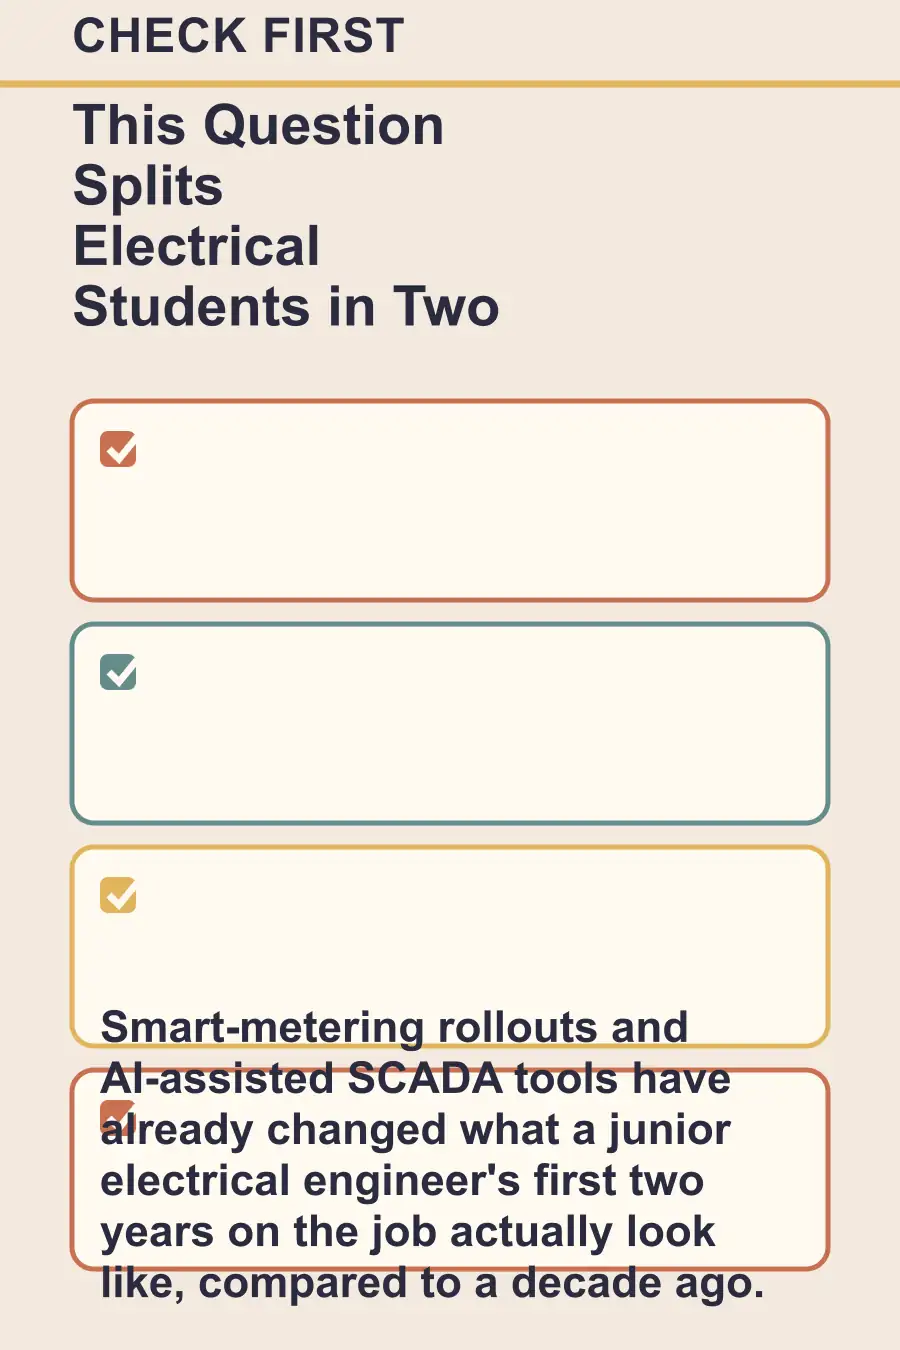 CHECK FIRST
This Question
Splits
Electrical
Students in Two
Smart-metering rollouts and
AI-assisted SCADA tools have
already changed what a junior
electrical engineer's first two
years on the job actually look
like, compared to a decade ago.